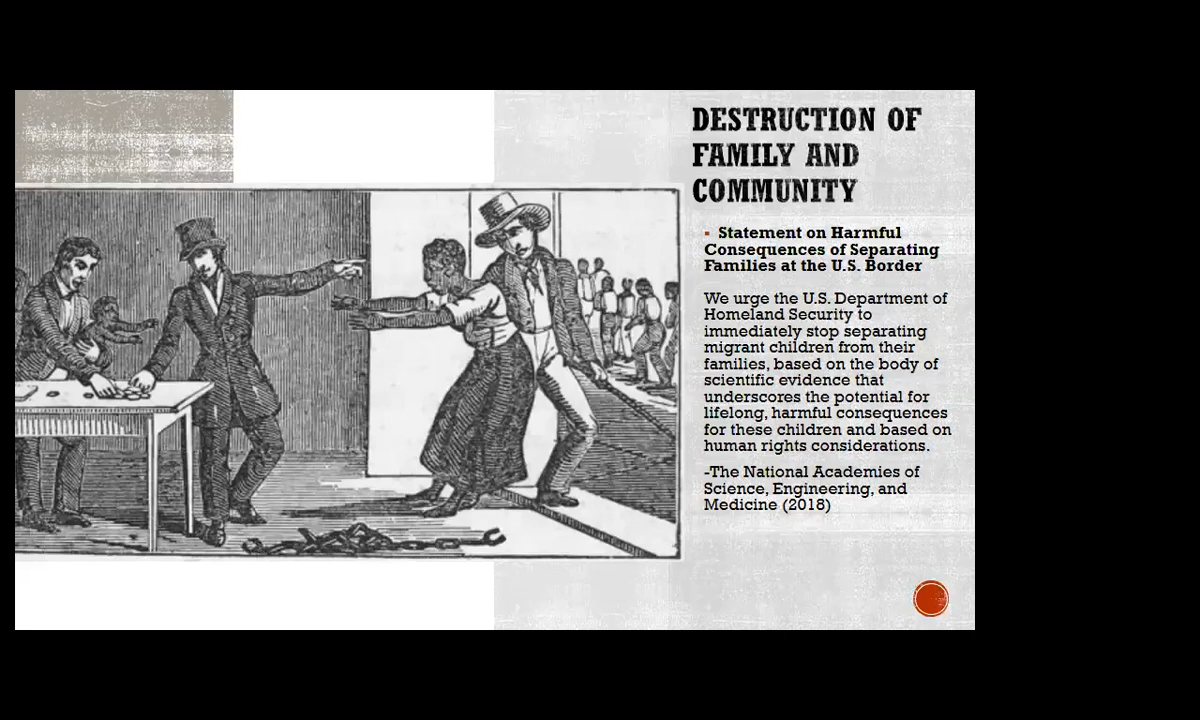 DESTRUCTION OF
FAMILY AND
COMMUNITY
▪ Statement on Harmful
Consequences of Separating
Families at the U.S. Border
We urge the U.S. Department of
Homeland Security to
immediately stop separating
migrant children from their
families, based on the body of
scientific evidence that
underscores the potential for
lifelong, harmful consequences
for these children and based on
human rights considerations.
-The National Academies of
Science, Engineering, and
Medicine (2018)